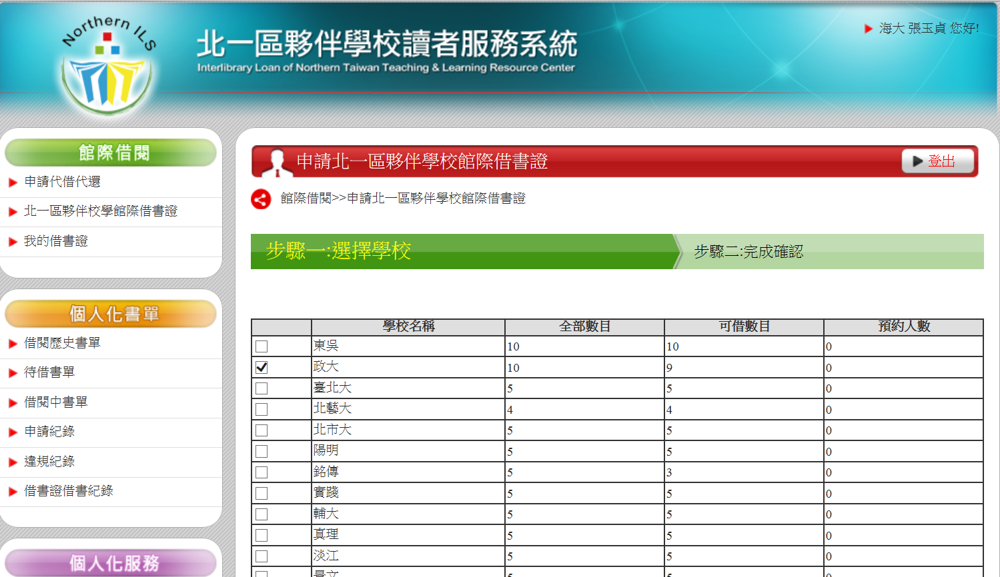 Northern ILS
北一區夥伴學校讀者服務系統
Interlibrary Loan of Northern Taiwan Teaching & Learning Resource Center
海大 張玉貞 您好!
館際借閱
申請代借代還
北一區夥伴校學館際借書證
我的借書證
個人化書單
借閱歷史書單
待借書單
借閱中書單
申請紀錄
違規紀錄
借書證借書紀錄
個人化服務
申請北一區夥伴學校館際借書證
登出
館際借閱>>申請北一區夥伴學校館際借書證
步驟一:選擇學校
步驟二:完成確認
學校名稱 全部數目 可借數目 預約人數
東吳 10 10 0
政大 10 9 0
臺北大 5 5 0
北藝大 4 4 0
北市大 5 5 0
陽明 5 5 0
銘傳 5 3 0
實踐 5 5 0
輔大 5 5 0
真理 5 5 0
淡江 5 5 0
景文 5 5 0